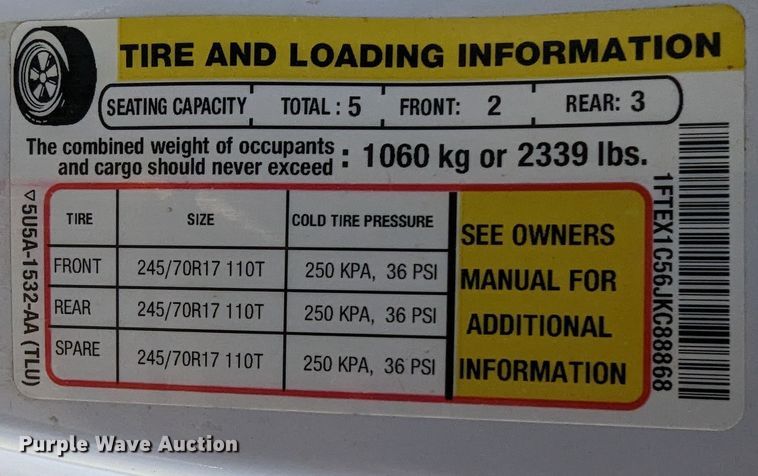 TIRE AND LOADING INFORMATION
SEATING CAPACITY TOTAL : 5 FRONT: 2 REAR: 3
The combined weight of occupants
and cargo should never exceed : 1060 kg or 2339 lbs.
TIRE SIZE COLD TIRE PRESSURE
FRONT 245/70R17 110T 250 KPA, 36 PSI
REAR 245/70R17 110T 250 KPA, 36 PSI
SPARE 245/70R17 110T 250 KPA, 36 PSI
SEE OWNERS
MANUAL FOR
ADDITIONAL
INFORMATION
▽5U5A-1532-AA (TLU)
1FTEX1C56JKC88868
Purple Wave Auction